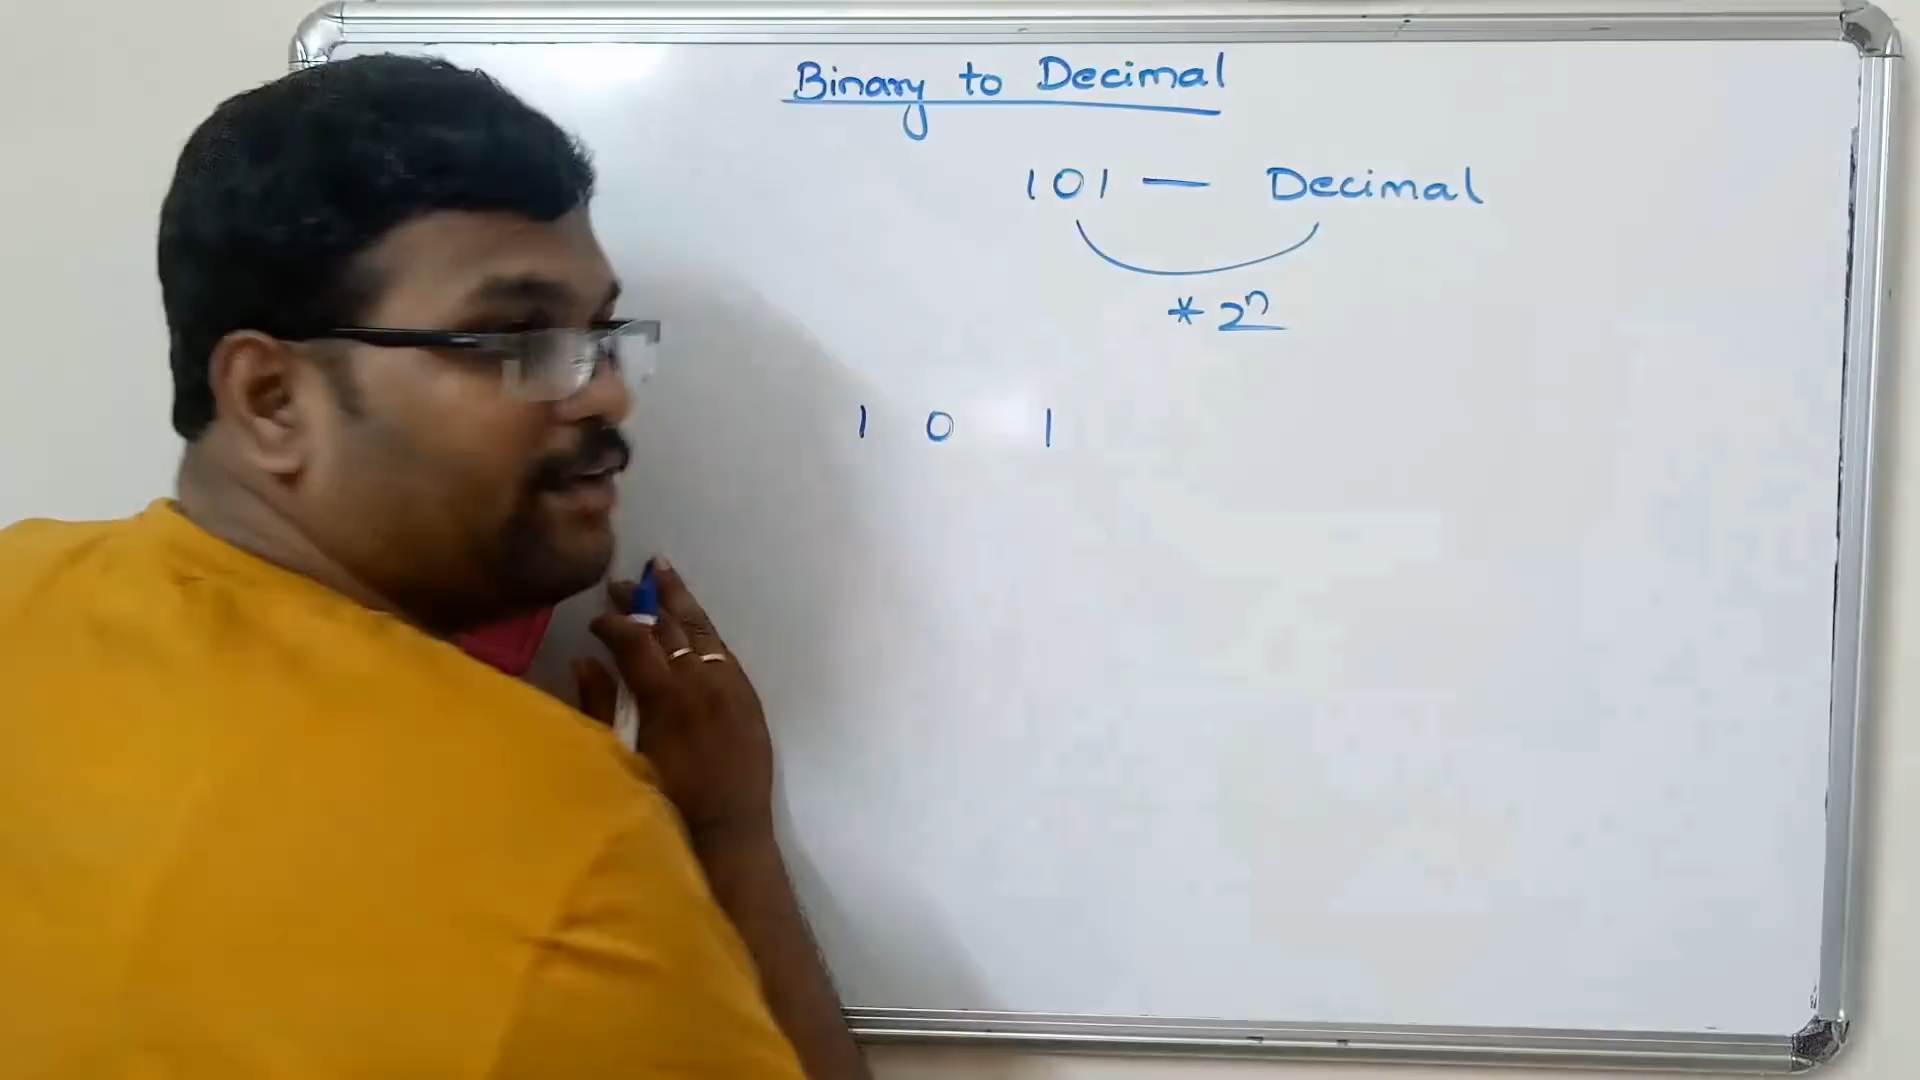 Binary to Decimal
101 — Decimal
* 2ⁿ
1 0 1